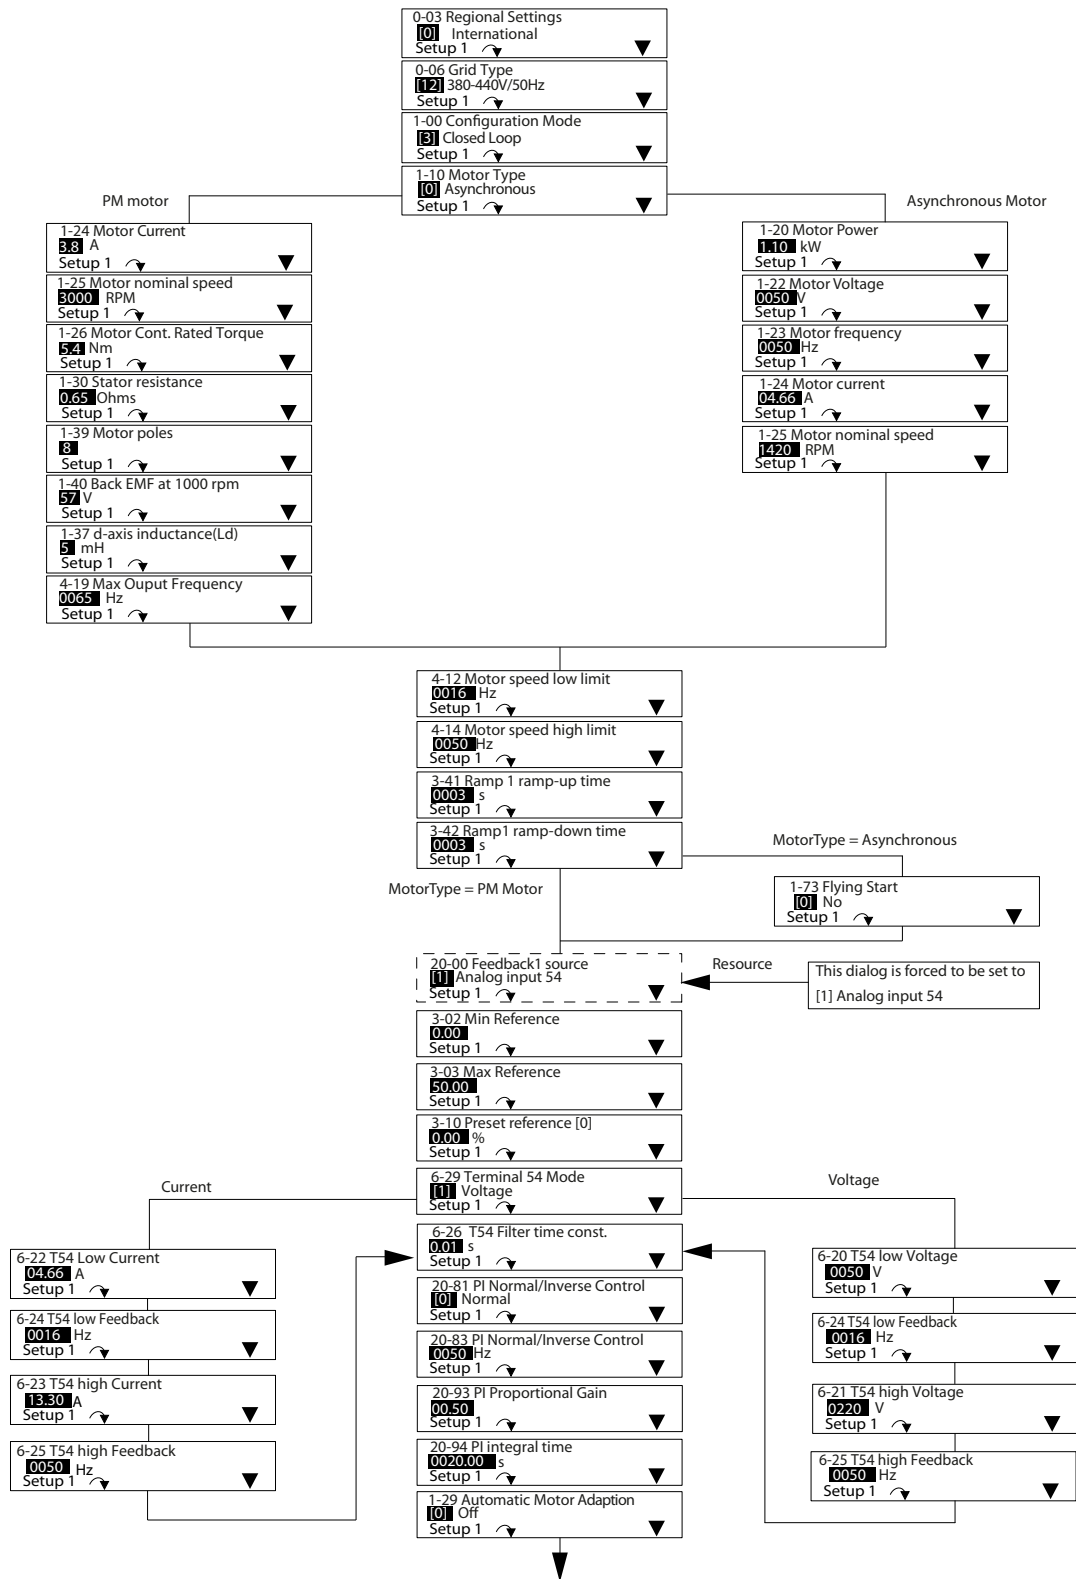 0-03 Regional Settings
[0] International
Setup 1
0-06 Grid Type
[12] 380-440V/50Hz
Setup 1
1-00 Configuration Mode
[3] Closed Loop
Setup 1
1-10 Motor Type
[0] Asynchronous
Setup 1
PM motor
Asynchronous Motor
1-24 Motor Current
3.8 A
Setup 1
1-25 Motor nominal speed
3000 RPM
Setup 1
1-26 Motor Cont. Rated Torque
5.4 Nm
Setup 1
1-30 Stator resistance
0.65 Ohms
Setup 1
1-39 Motor poles
8
Setup 1
1-40 Back EMF at 1000 rpm
57 V
Setup 1
1-37 d-axis inductance(Ld)
5 mH
Setup 1
4-19 Max Ouput Frequency
0065 Hz
Setup 1
1-20 Motor Power
1.10 kW
Setup 1
1-22 Motor Voltage
0050 V
Setup 1
1-23 Motor frequency
0050 Hz
Setup 1
1-24 Motor current
04.66 A
Setup 1
1-25 Motor nominal speed
1420 RPM
Setup 1
4-12 Motor speed low limit
0016 Hz
Setup 1
4-14 Motor speed high limit
0050 Hz
Setup 1
3-41 Ramp 1 ramp-up time
0003 s
Setup 1
3-42 Ramp1 ramp-down time
0003 s
Setup 1
MotorType = Asynchronous
MotorType = PM Motor
1-73 Flying Start
[0] No
Setup 1
20-00 Feedback1 source
[1] Analog input 54
Setup 1
Resource
This dialog is forced to be set to
[1] Analog input 54
3-02 Min Reference
0.00
Setup 1
3-03 Max Reference
50.00
Setup 1
3-10 Preset reference [0]
0.00 %
Setup 1
6-29 Terminal 54 Mode
[1] Voltage
Setup 1
Current
Voltage
6-22 T54 Low Current
04.66 A
Setup 1
6-24 T54 low Feedback
0016 Hz
Setup 1
6-23 T54 high Current
13.30 A
Setup 1
6-25 T54 high Feedback
0050 Hz
Setup 1
6-26 T54 Filter time const.
0.01 s
Setup 1
20-81 PI Normal/Inverse Control
[0] Normal
Setup 1
20-83 PI Normal/Inverse Control
0050 Hz
Setup 1
20-93 PI Proportional Gain
00.50
Setup 1
20-94 PI integral time
0020.00 s
Setup 1
1-29 Automatic Motor Adaption
[0] Off
Setup 1
6-20 T54 low Voltage
0050 V
Setup 1
6-24 T54 low Feedback
0016 Hz
Setup 1
6-21 T54 high Voltage
0220 V
Setup 1
6-25 T54 high Feedback
0050 Hz
Setup 1